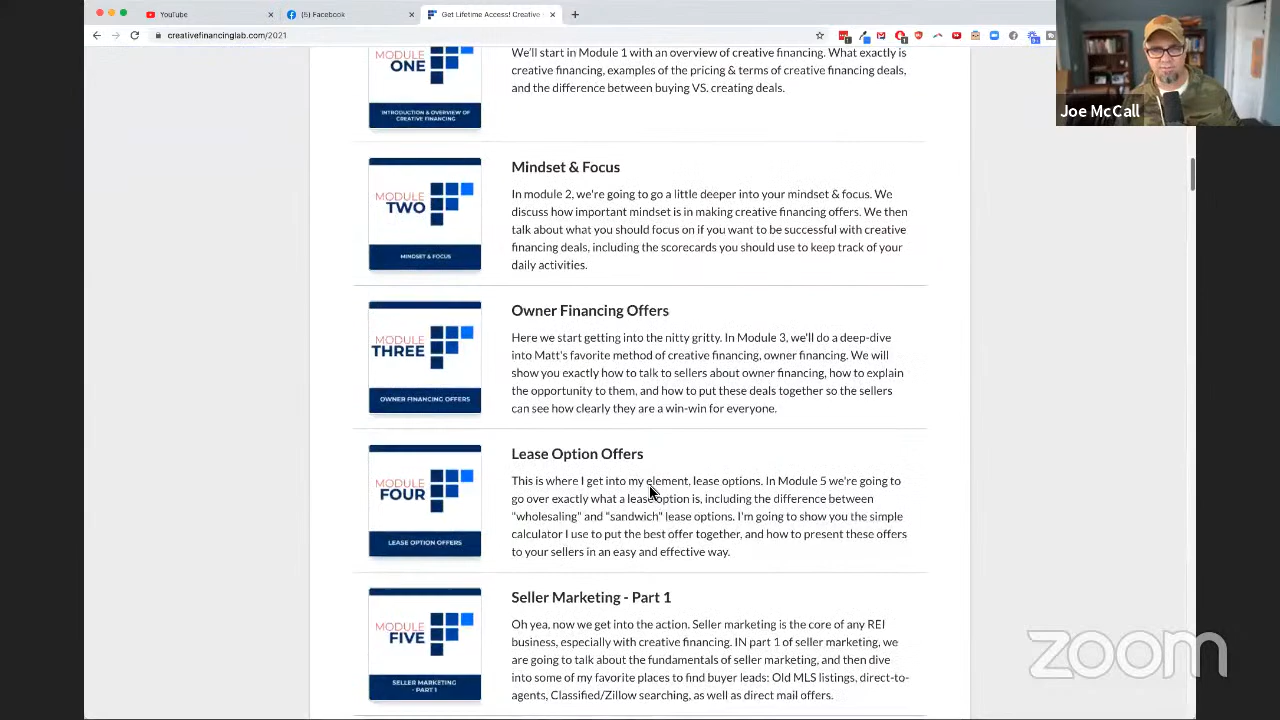 YouTube
(5) Facebook
Get Lifetime Access! Creative
creativefinancinglab.com/2021
Joe McCall
MODULE
ONE
INTRODUCTION & OVERVIEW OF
CREATIVE FINANCING
We'll start in Module 1 with an overview of creative financing. What exactly is
creative financing, examples of the pricing & terms of creative financing deals,
and the difference between buying VS. creating deals.
MODULE
TWO
MINDSET & FOCUS
Mindset & Focus
In module 2, we're going to go a little deeper into your mindset & focus. We
discuss how important mindset is in making creative financing offers. We then
talk about what you should focus on if you want to be successful with creative
financing deals, including the scorecards you should use to keep track of your
daily activities.
MODULE
THREE
OWNER FINANCING OFFERS
Owner Financing Offers
Here we start getting into the nitty gritty. In Module 3, we'll do a deep-dive
into Matt's favorite method of creative financing, owner financing. We will
show you exactly how to talk to sellers about owner financing, how to explain
the opportunity to them, and how to put these deals together so the sellers
can see how clearly they are a win-win for everyone.
MODULE
FOUR
LEASE OPTION OFFERS
Lease Option Offers
This is where I get into my element, lease options. In Module 5 we're going to
go over exactly what a lease option is, including the difference between
"wholesaling" and "sandwich" lease options. I'm going to show you the simple
calculator I use to put the best offer together, and how to present these offers
to your sellers in an easy and effective way.
MODULE
FIVE
SELLER MARKETING
- PART 1
Seller Marketing - Part 1
Oh yea, now we get into the action. Seller marketing is the core of any REI
business, especially with creative financing. IN part 1 of seller marketing, we
are going to talk about the fundamentals of seller marketing, and then dive
into some of my favorite places to find buyer leads: Old MLS listings, direct-to-
agents, Classified/Zillow searching, as well as direct mail offers.
zoom